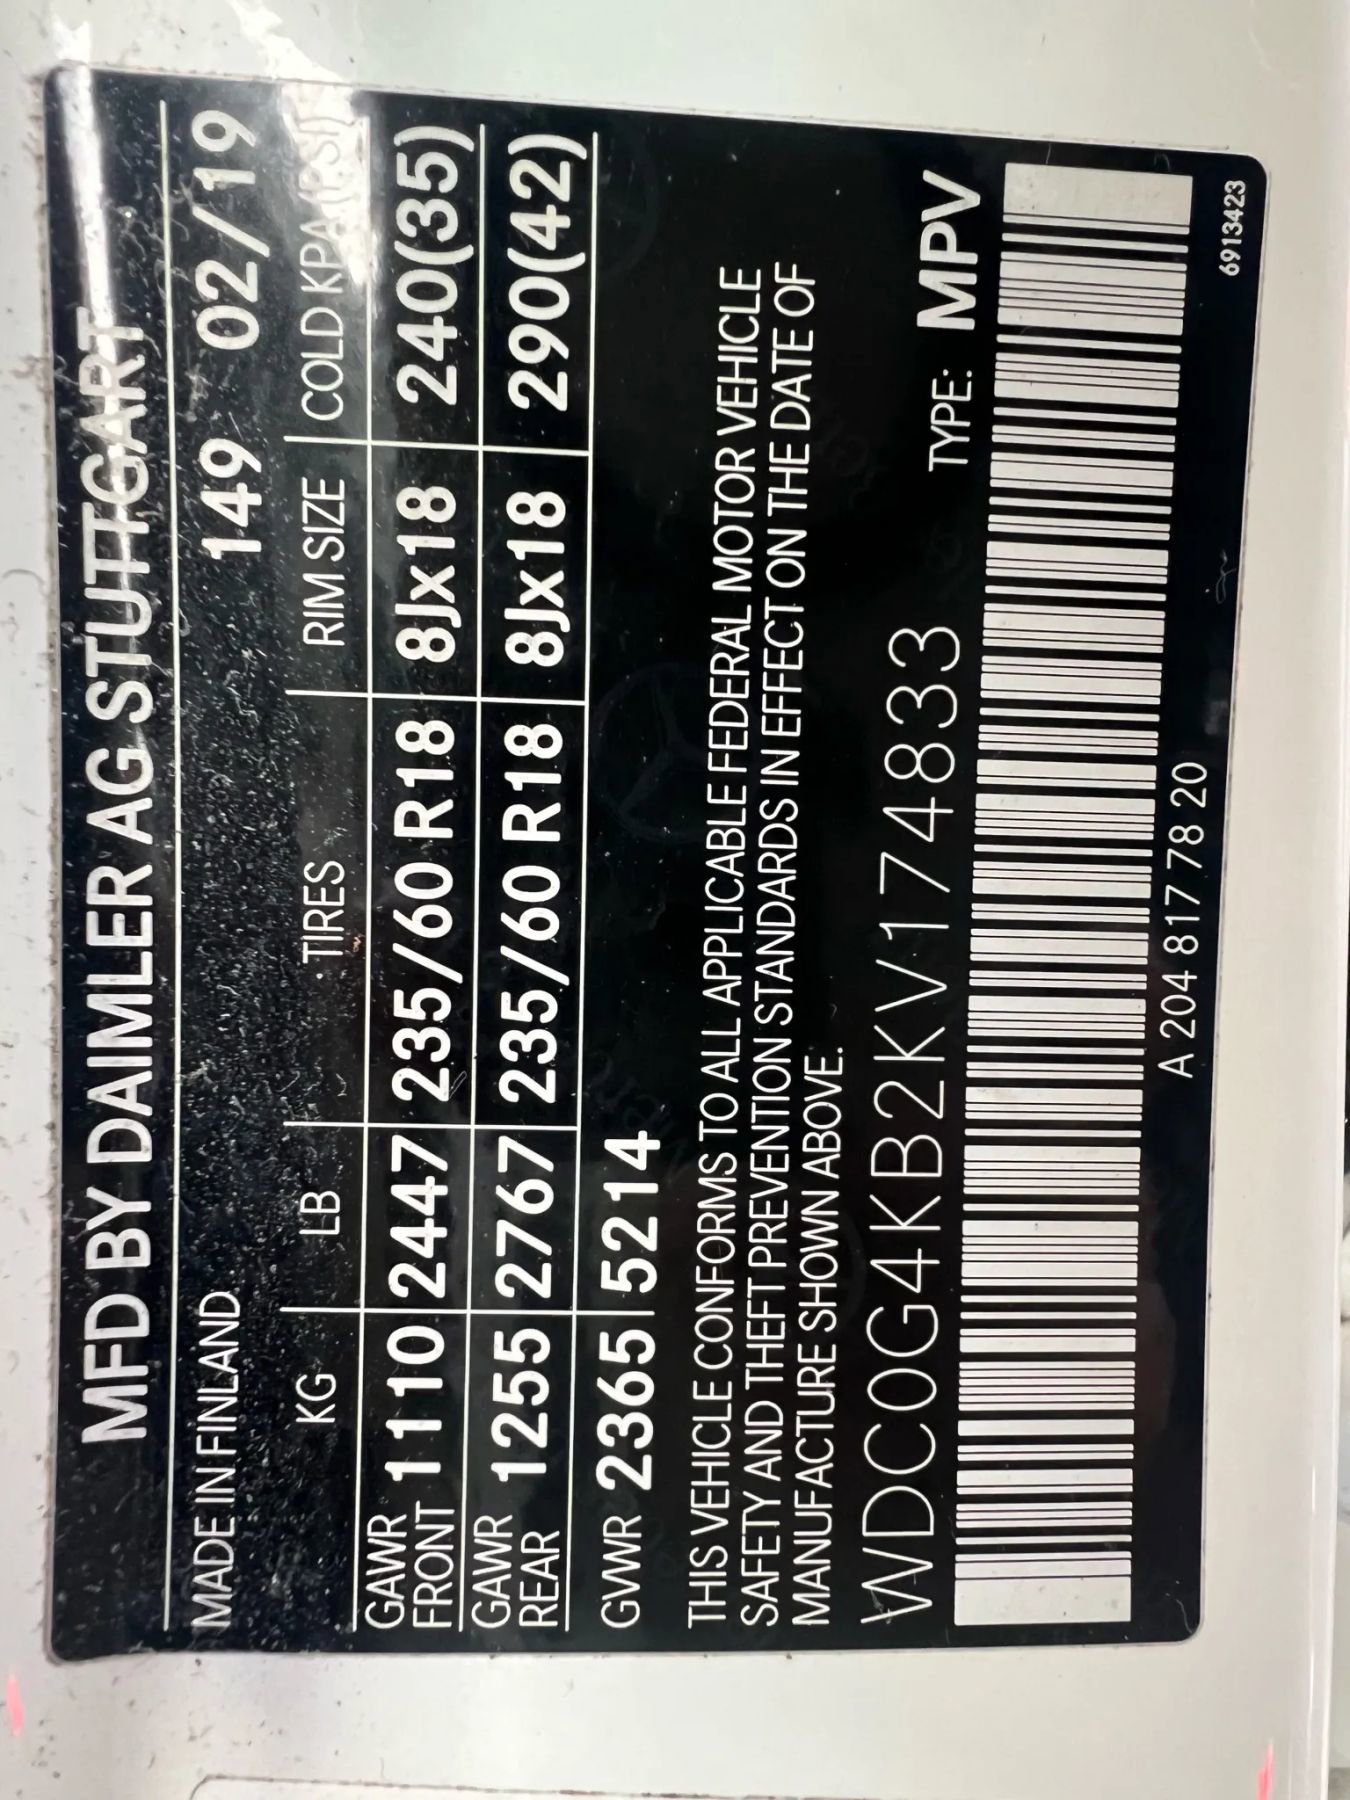 MFD BY DAIMLER AG STUTTGART
MADE IN FINLAND 149 02/19
KG LB TIRES RIM SIZE COLD KPA(PSI)
GAWR FRONT 1110 2447 235/60 R18 8Jx18 240(35)
GAWR REAR 1255 2767 235/60 R18 8Jx18 290(42)
GVWR 2365 5214
THIS VEHICLE CONFORMS TO ALL APPLICABLE FEDERAL MOTOR VEHICLE
SAFETY AND THEFT PREVENTION STANDARDS IN EFFECT ON THE DATE OF
MANUFACTURE SHOWN ABOVE.
WDC0G4KB2KV174833 TYPE: MPV
A 204 817 78 20
6913423